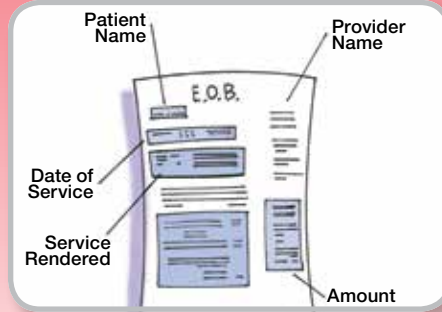 Patient
Name
Provider
Name
E.O.B.
Date of
Service
Service
Rendered
Amount